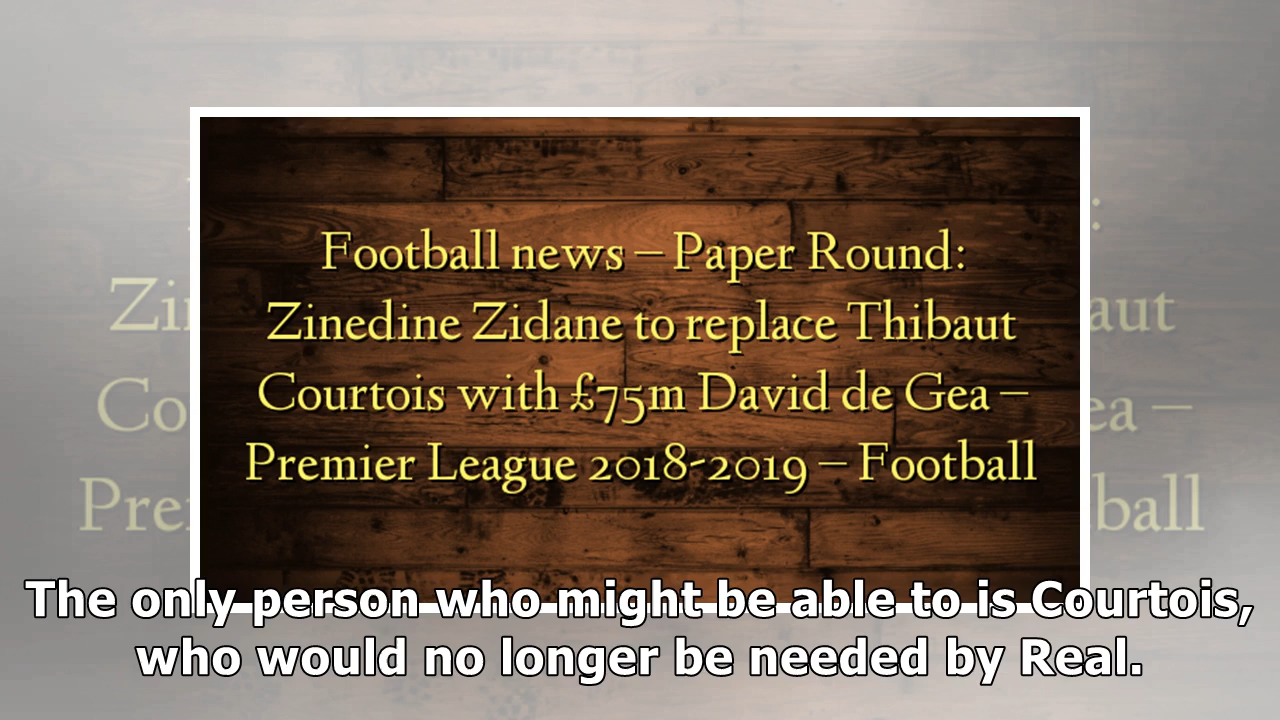 Football news – Paper Round:
Zinedine Zidane to replace Thibaut
Courtois with £75m David de Gea –
Premier League 2018-2019 – Football
The only person who might be able to is Courtois,
who would no longer be needed by Real.